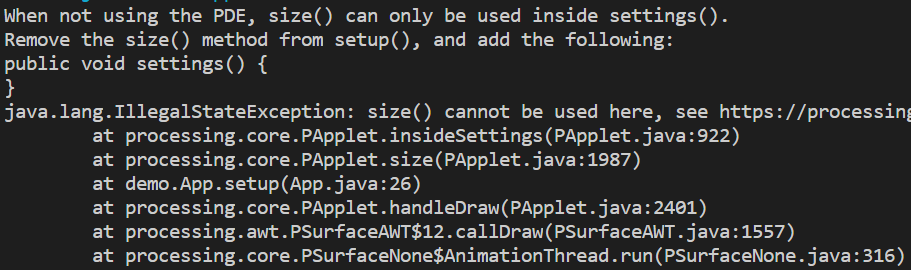 When not using the PDE, size() can only be used inside settings().
Remove the size() method from setup(), and add the following:
public void settings() {
}
java.lang.IllegalStateException: size() cannot be used here, see https://processing
at processing.core.PApplet.insideSettings(PApplet.java:922)
at processing.core.PApplet.size(PApplet.java:1987)
at demo.App.setup(App.java:26)
at processing.core.PApplet.handleDraw(PApplet.java:2401)
at processing.awt.PSurfaceAWT$12.callDraw(PSurfaceAWT.java:1557)
at processing.core.PSurfaceNone$AnimationThread.run(PSurfaceNone.java:316)